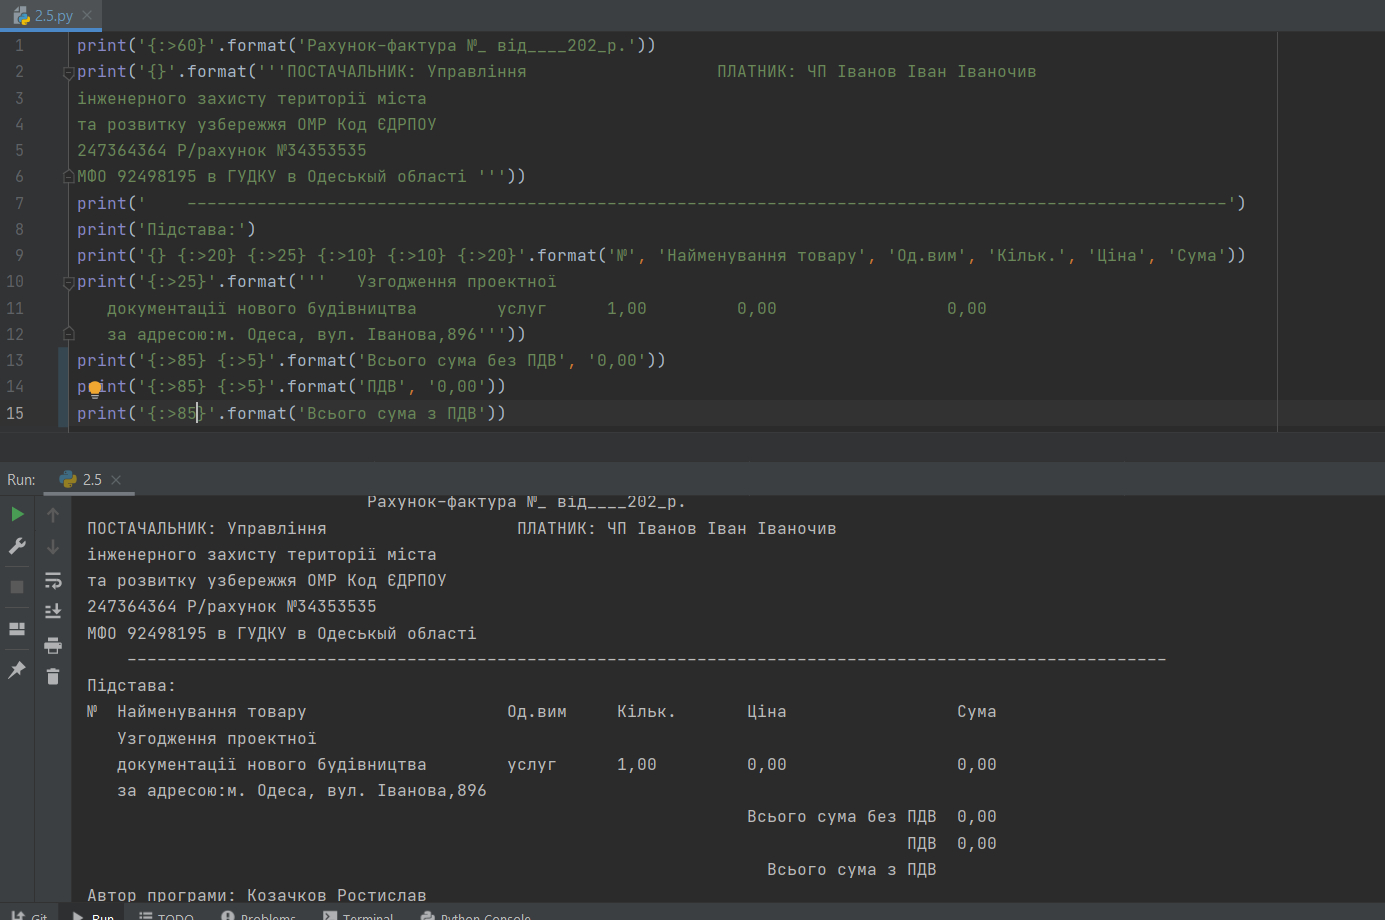 2.5.py
1 print('{:>60}'.format('Рахунок-фактура №_ від____202_р.'))
2 print('{}'.format('''ПОСТАЧАЛЬНИК: Управління                   ПЛАТНИК: ЧП Іванов Іван Іваночив
3 інженерного захисту території міста
4 та розвитку узбережжя ОМР Код ЄДРПОУ
5 247364364 Р/рахунок №34353535
6 МФО 92498195 в ГУДКУ в Одеськый області '''))
7 print('    --------------------------------------------------------------------------------------------------------')
8 print('Підстава:')
9 print('{} {:>20} {:>25} {:>10} {:>10} {:>20}'.format('№', 'Найменування товару', 'Од.вим', 'Кільк.', 'Ціна', 'Сума'))
10 print('{:>25}'.format('''   Узгодження проектної
11    документації нового будівництва        услуг      1,00         0,00                 0,00
12    за адресою:м. Одеса, вул. Іванова,896'''))
13 print('{:>85} {:>5}'.format('Всього сума без ПДВ', '0,00'))
14 print('{:>85} {:>5}'.format('ПДВ', '0,00'))
15 print('{:>85}'.format('Всього сума з ПДВ'))
Run: 2.5
Рахунок-фактура №_ від____202_р.
ПОСТАЧАЛЬНИК: Управління                   ПЛАТНИК: ЧП Іванов Іван Іваночив
інженерного захисту території міста
та розвитку узбережжя ОМР Код ЄДРПОУ
247364364 Р/рахунок №34353535
МФО 92498195 в ГУДКУ в Одеськый області
    --------------------------------------------------------------------------------------------------------
Підстава:
№  Найменування товару                    Од.вим     Кільк.       Ціна                 Сума
   Узгодження проектної
   документації нового будівництва        услуг      1,00         0,00                 0,00
   за адресою:м. Одеса, вул. Іванова,896
Всього сума без ПДВ  0,00
ПДВ  0,00
Всього сума з ПДВ
Автор програми: Козачков Ростислав
Git Run TODO Problems Terminal Python Console